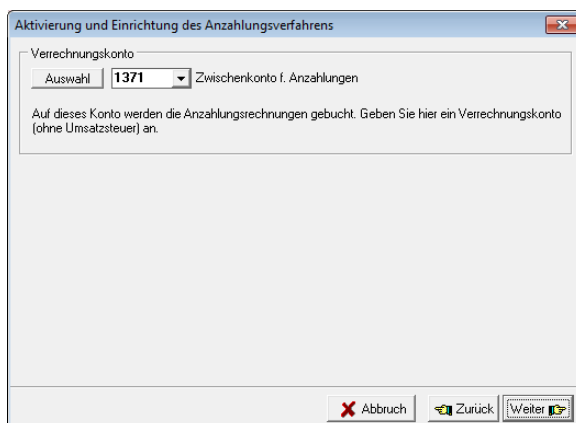 Aktivierung und Einrichtung des Anzahlungsverfahrens
Verrechnungskonto
Auswahl 1371 Zwischenkonto f. Anzahlungen
Auf dieses Konto werden die Anzahlungsrechnungen gebucht. Geben Sie hier ein Verrechnungskonto
(ohne Umsatzsteuer) an.
Abbruch Zurück Weiter